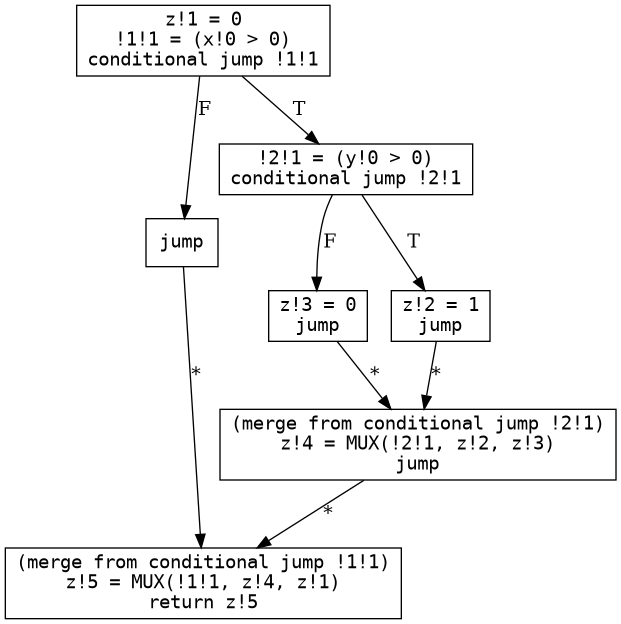 z!1 = 0
!1!1 = (x!0 > 0)
conditional jump !1!1
F
T
!2!1 = (y!0 > 0)
conditional jump !2!1
jump
F
T
z!3 = 0
jump
z!2 = 1
jump
*
*
*
(merge from conditional jump !2!1)
z!4 = MUX(!2!1, z!2, z!3)
jump
*
(merge from conditional jump !1!1)
z!5 = MUX(!1!1, z!4, z!1)
return z!5